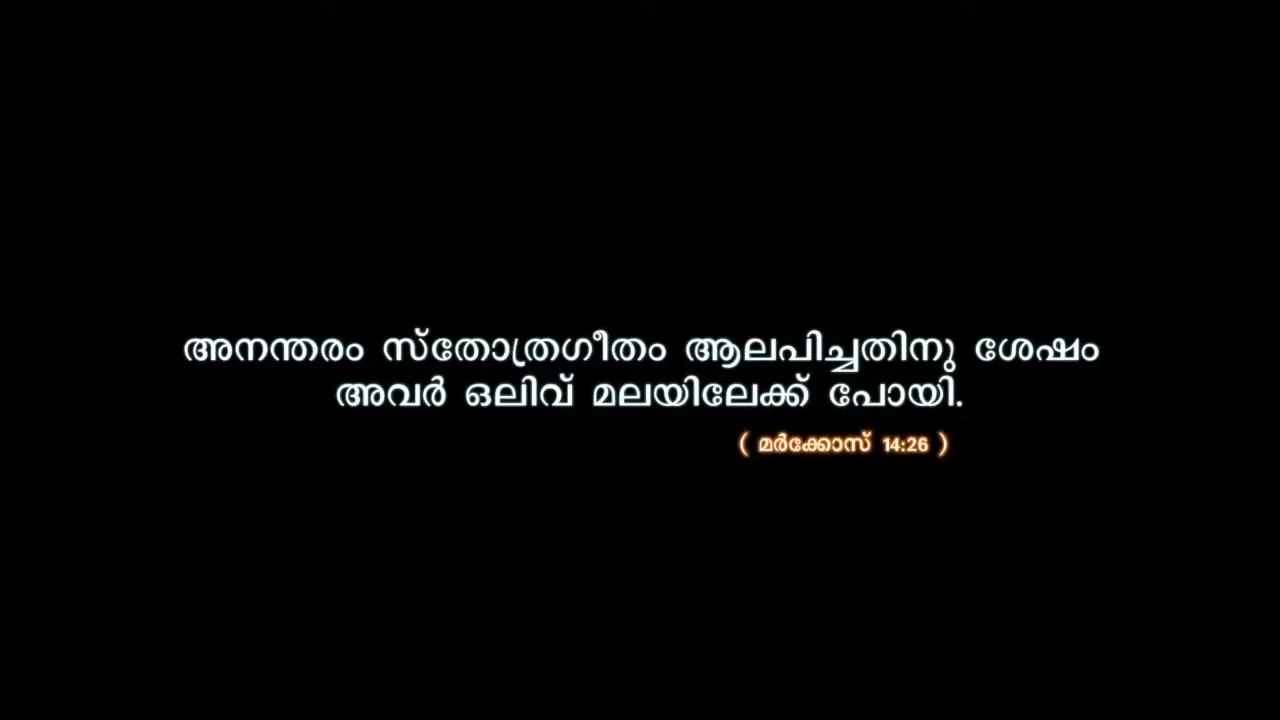 അനന്തരം സ്തോത്രഗീതം ആലപിച്ചതിനു ശേഷം
അവർ ഒലിവ് മലയിലേക്ക് പോയി.
( മർക്കോസ് 14:26 )